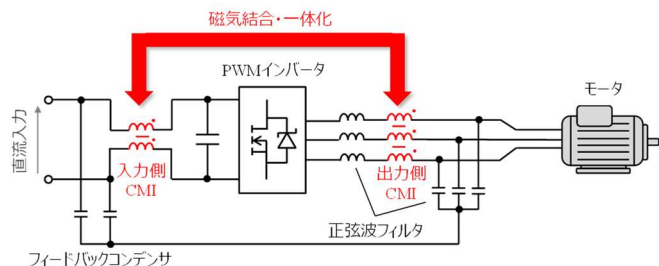 磁気結合・一体化
PWMインバータ
モータ
直流入力
入力側
CMI
出力側
CMI
正弦波フィルタ
フィードバックコンデンサ